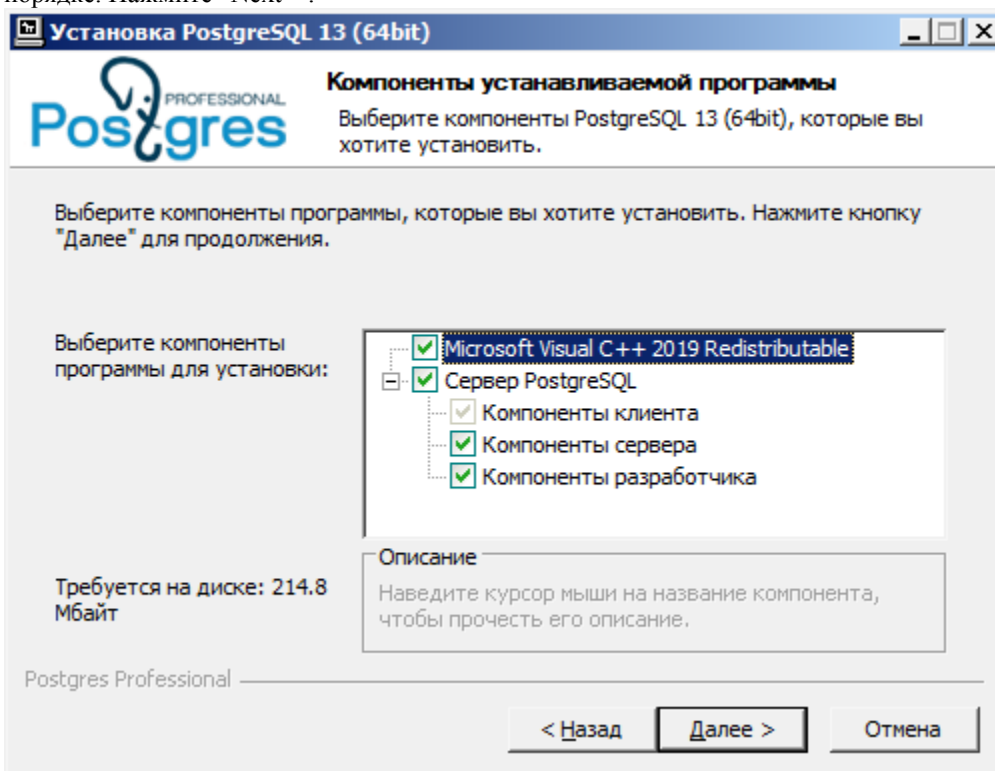 порядке. Нажмите "Next" .
Установка PostgreSQL 13 (64bit)
PROFESSIONAL
Postgres
Компоненты устанавливаемой программы
Выберите компоненты PostgreSQL 13 (64bit), которые вы
хотите установить.
Выберите компоненты программы, которые вы хотите установить. Нажмите кнопку
"Далее" для продолжения.
Выберите компоненты
программы для установки:
Microsoft Visual C++ 2019 Redistributable
Сервер PostgreSQL
Компоненты клиента
Компоненты сервера
Компоненты разработчика
Требуется на диске: 214.8
Мбайт
Описание
Наведите курсор мыши на название компонента,
чтобы прочесть его описание.
Postgres Professional
< Назад
Далее >
Отмена